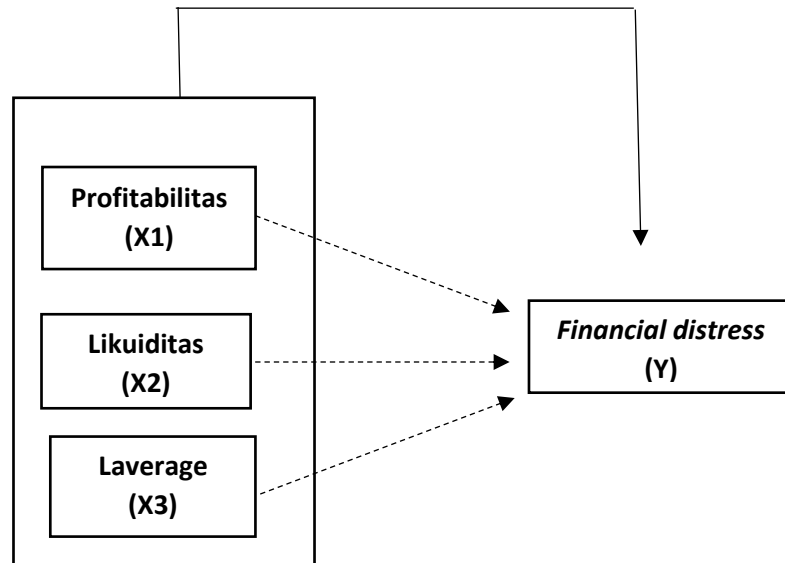 Profitabilitas
(X1)
Likuiditas
(X2)
Laverage
(X3)
Financial distress
(Y)